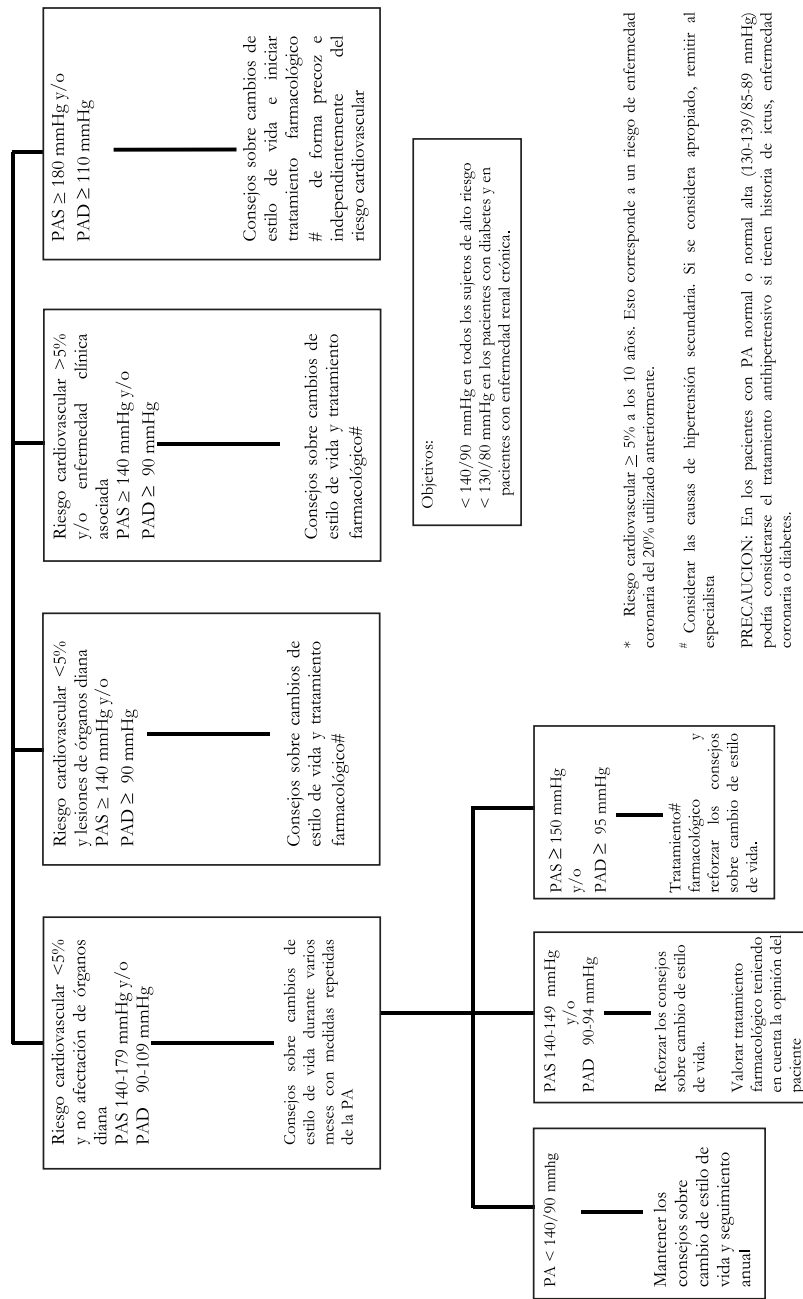 Riesgo cardiovascular <5%
y no afectación de órganos
diana
PAS 140-179 mmHg y/o
PAD 90-109 mmHg
Consejos sobre cambios de
estilo de vida durante varios
meses con medidas repetidas
de la PA
Riesgo cardiovascular <5%
y lesiones de órganos diana
PAS ≥ 140 mmHg y/o
PAD ≥ 90 mmHg
Consejos sobre cambios de
estilo de vida y tratamiento
farmacológico#
Riesgo cardiovascular >5%
y/o enfermedad clínica
asociada
PAS ≥ 140 mmHg y/o
PAD ≥ 90 mmHg
Consejos sobre cambios de
estilo de vida y tratamiento
farmacológico#
PAS ≥ 180 mmHg y/o
PAD ≥ 110 mmHg
Consejos sobre cambios de
estilo de vida e iniciar
tratamiento farmacológico
# de forma precoz e
independientemente del
riesgo cardiovascular
PA < 140/90 mmhg
Mantener los
consejos sobre
cambio de estilo de
vida y seguimiento
anual
PAS 140-149 mmHg
y/o
PAD 90-94 mmHg
Reforzar los consejos
sobre cambio de estilo
de vida.
Valorar tratamiento
farmacológico teniendo
en cuenta la opinión del
paciente
PAS ≥ 150 mmHg
y/o
PAD ≥ 95 mmHg
Tratamiento#
farmacológico y
reforzar los consejos
sobre cambio de estilo
de vida.
Objetivos:
< 140/90 mmHg en todos los sujetos de alto riesgo
< 130/80 mmHg en los pacientes con diabetes y en
pacientes con enfermedad renal crónica.
* Riesgo cardiovascular ≥ 5% a los 10 años. Esto corresponde a un riesgo de enfermedad
coronaria del 20% utilizado anteriormente.
# Considerar las causas de hipertensión secundaria. Si se considera apropiado, remitir al
especialista
PRECAUCION: En los pacientes con PA normal o normal alta (130-139/85-89 mmHg)
podría considerarse el tratamiento antihipertensivo si tienen historia de ictus, enfermedad
coronaria o diabetes.